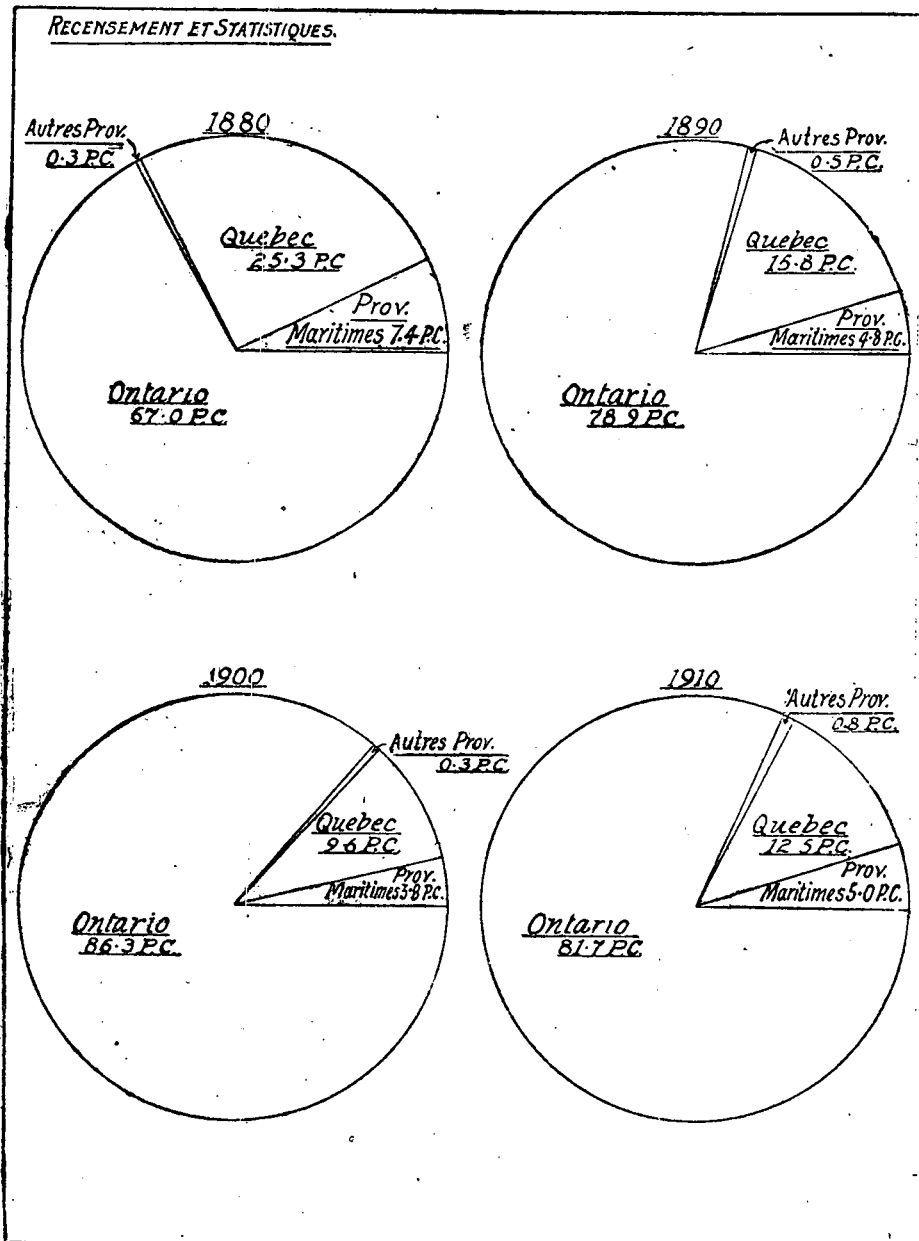 RECENSEMENT ET STATISTIQUES.
1880
Autres Prov.
0.3 P.C.
Quebec
25.3 P.C
Prov.
Maritimes 7.4 P.C.
Ontario
67.0 P.C.
1890
Autres Prov.
0.5 P.C.
Quebec
15.8 P.C.
Prov.
Maritimes 4.8 P.C.
Ontario
78 9 P.C.
1900
Autres Prov.
0.3 P.C
Quebec
9.6 P.C.
Prov.
Maritimes 3.8 P.C.
Ontario
86.3 P.C.
1910
Autres Prov.
0.8 P.C.
Quebec
12 5 P.C.
Prov.
Maritimes 5.0 P.C.
Ontario
81.7 P.C.